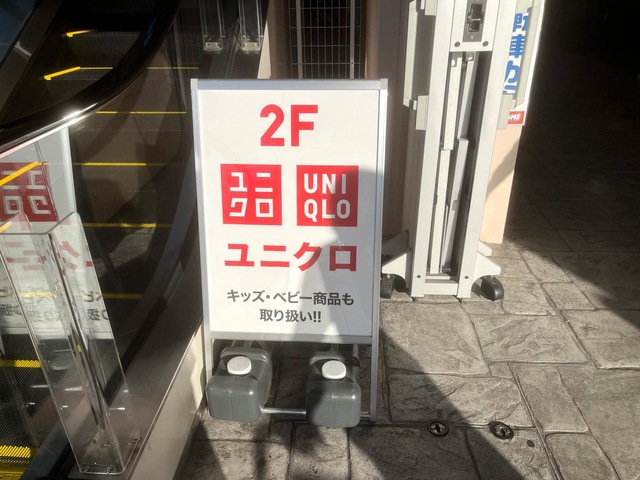 2F
ユニ
クロ
UNI
QLO
ユニクロ
キッズ・ベビー商品も
取り扱い!!